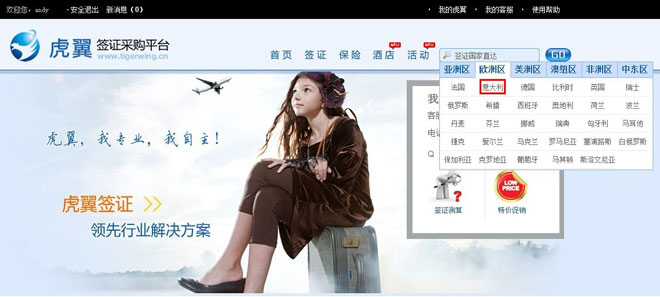 欢迎您, andy ·安全退出 新消息(0) · 我的虎翼 · 我的客服 · 使用帮助
虎翼 签证采购平台
www.tigerwing.cn
首页 签证 保险 酒店 活动
签证国家直达 GO
亚洲区 欧洲区 美洲区 澳盟区 非洲区 中东区
法国 意大利 德国 比利时 英国 瑞士
俄罗斯 希腊 西班牙 奥地利 荷兰 波兰
丹麦 芬兰 挪威 瑞典 匈牙利 马耳他
捷克 爱尔兰 乌克兰 罗马尼亚 塞浦路斯 白俄罗斯
保加利亚 克罗地亚 葡萄牙 马其顿 斯洛文尼亚
我
客服
电话
Q
虎翼，我专业，我自主！
虎翼签证
领先行业解决方案
LOW PRICE
签证测算 特价促销